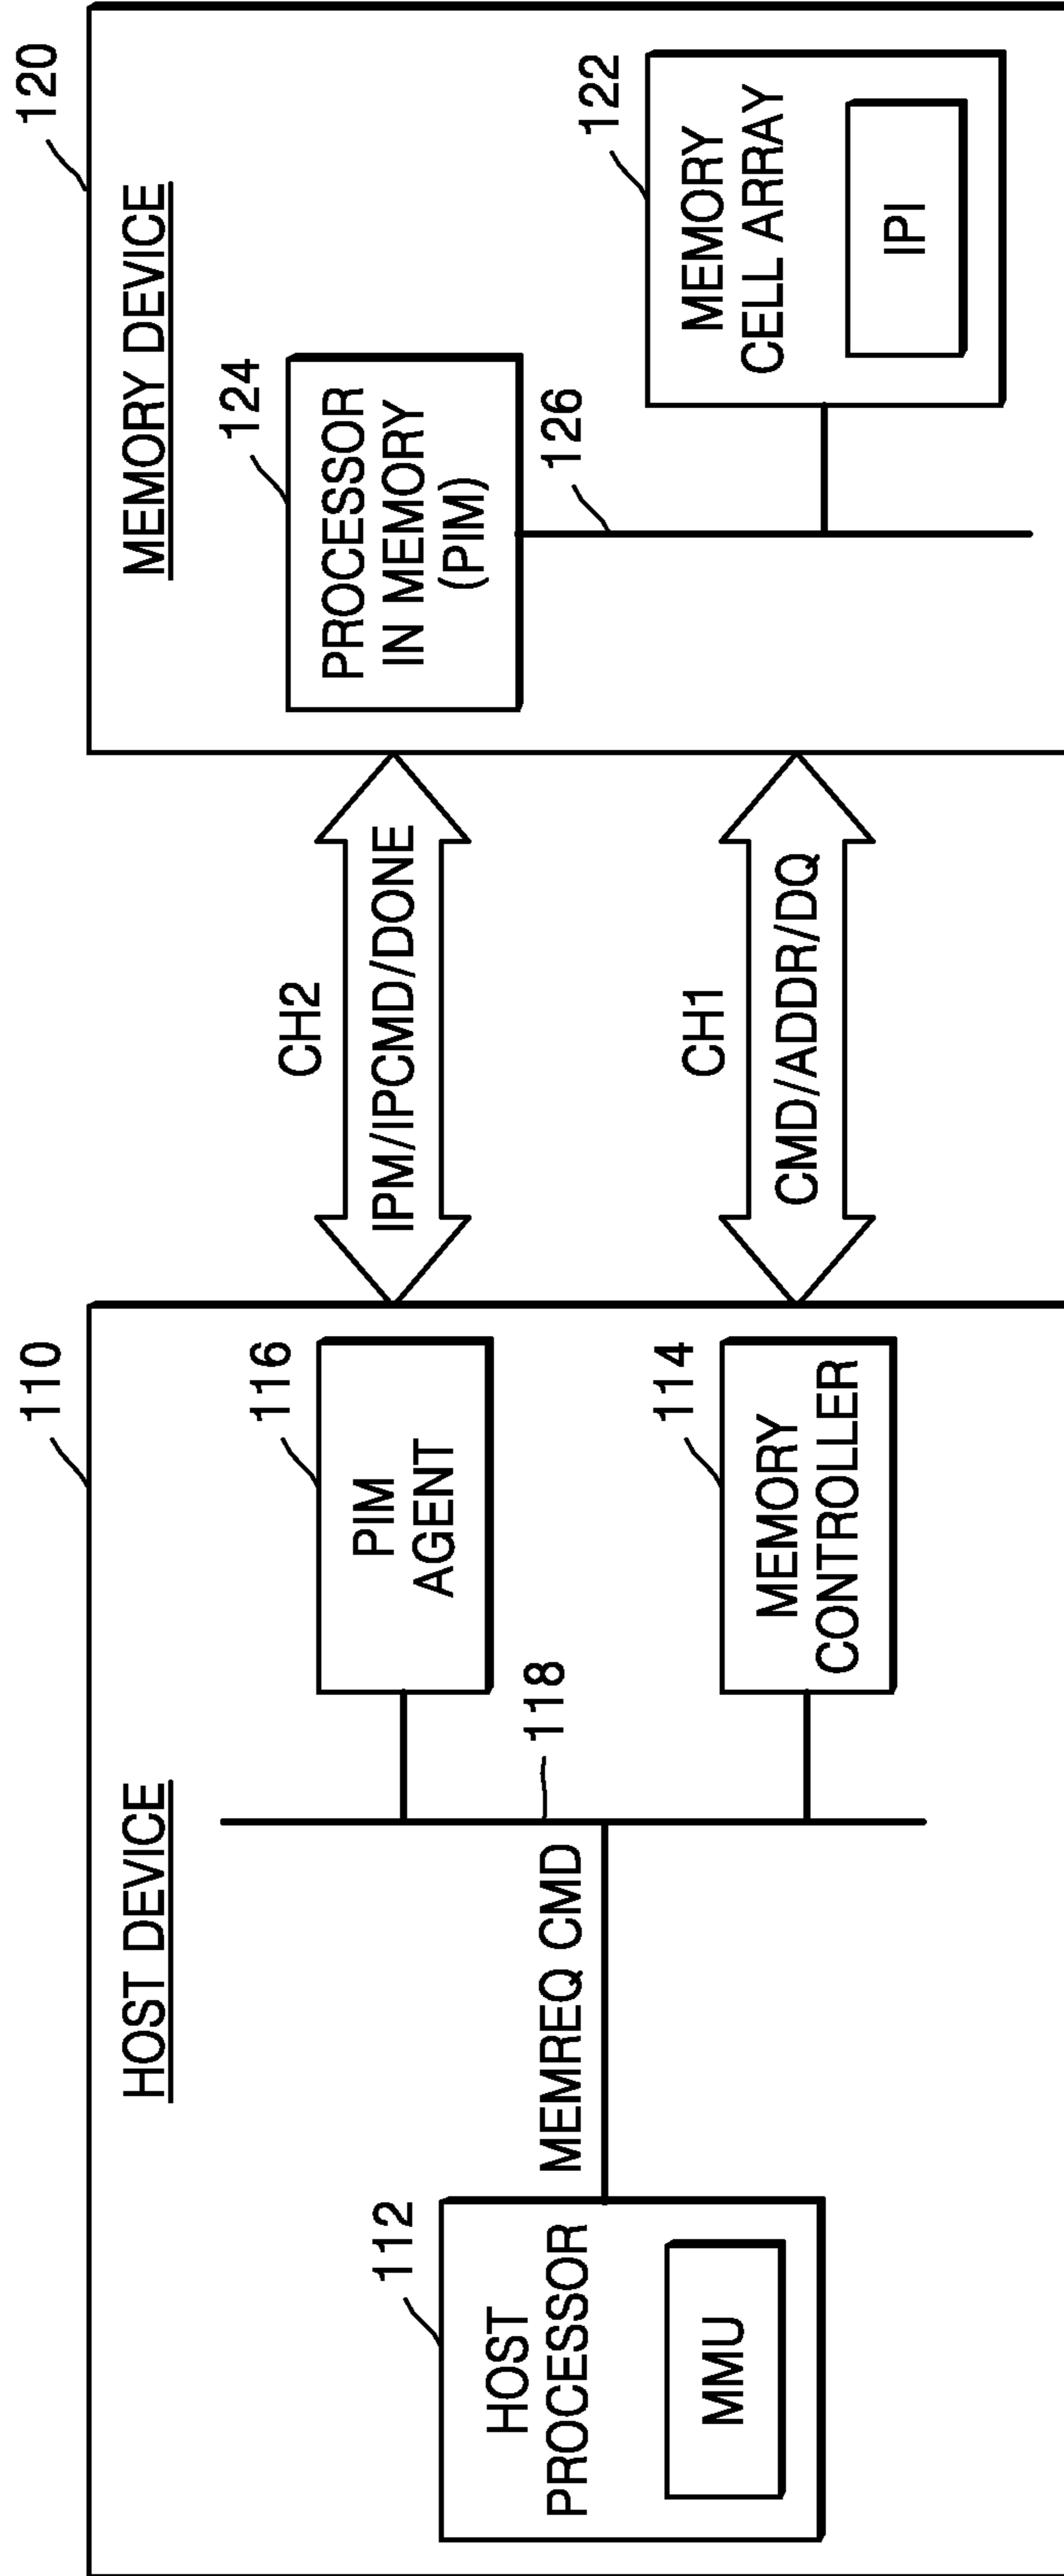 110
HOST DEVICE
112
HOST
PROCESSOR
MMU
MEMREQ CMD
118
116
PIM
AGENT
114
MEMORY
CONTROLLER
CH2
IPM/IPCMD/DONE
CH1
CMD/ADDR/DQ
120
MEMORY DEVICE
124
PROCESSOR
IN MEMORY
(PIM)
126
122
MEMORY
CELL ARRAY
IPI